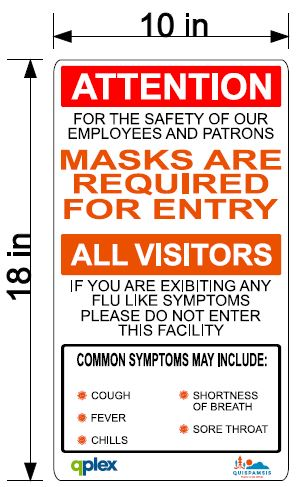 10 in
18 in
ATTENTION
FOR THE SAFETY OF OUR
EMPLOYEES AND PATRONS
MASKS ARE
REQUIRED
FOR ENTRY
ALL VISITORS
IF YOU ARE EXIBITING ANY
FLU LIKE SYMPTOMS
PLEASE DO NOT ENTER
THIS FACILITY
COMMON SYMPTOMS MAY INCLUDE:
COUGH
FEVER
CHILLS
SHORTNESS
OF BREATH
SORE THROAT
qplex
QUISPAMSIS